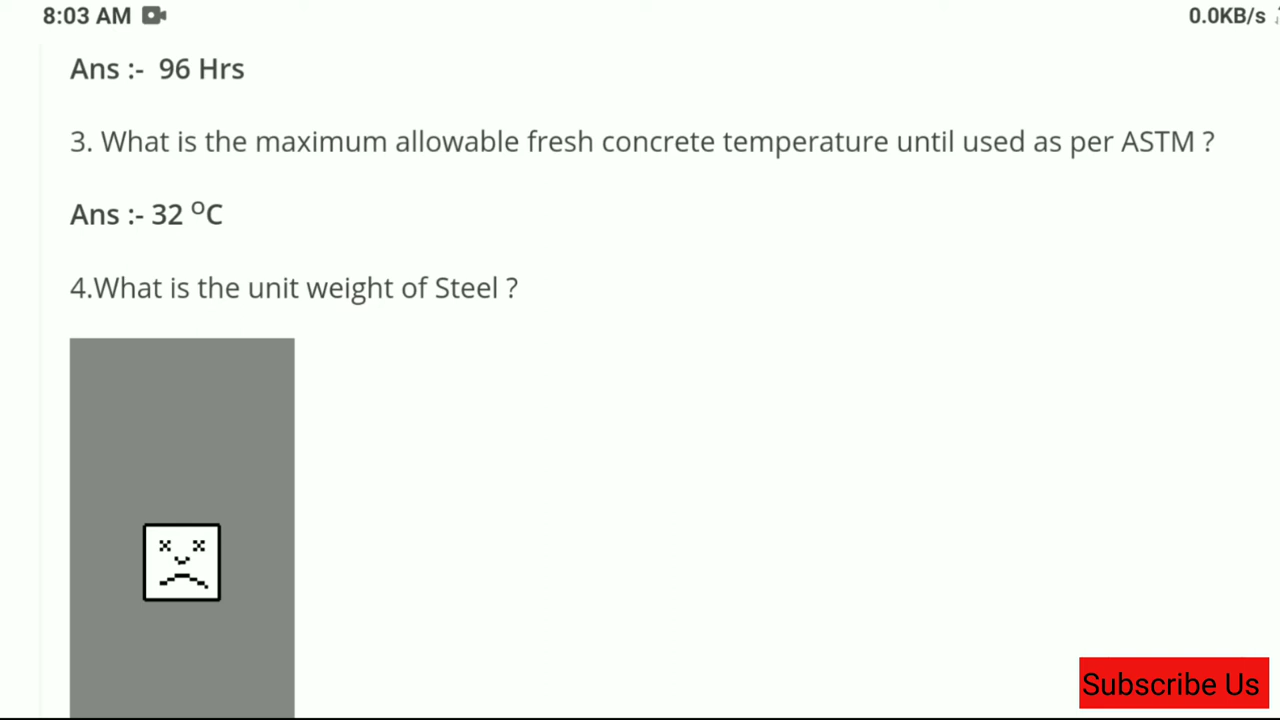 8:03 AM 0.0KB/s
Ans :- 96 Hrs
3. What is the maximum allowable fresh concrete temperature until used as per ASTM ?
Ans :- 32 ᴼC
4.What is the unit weight of Steel ?
Subscribe Us